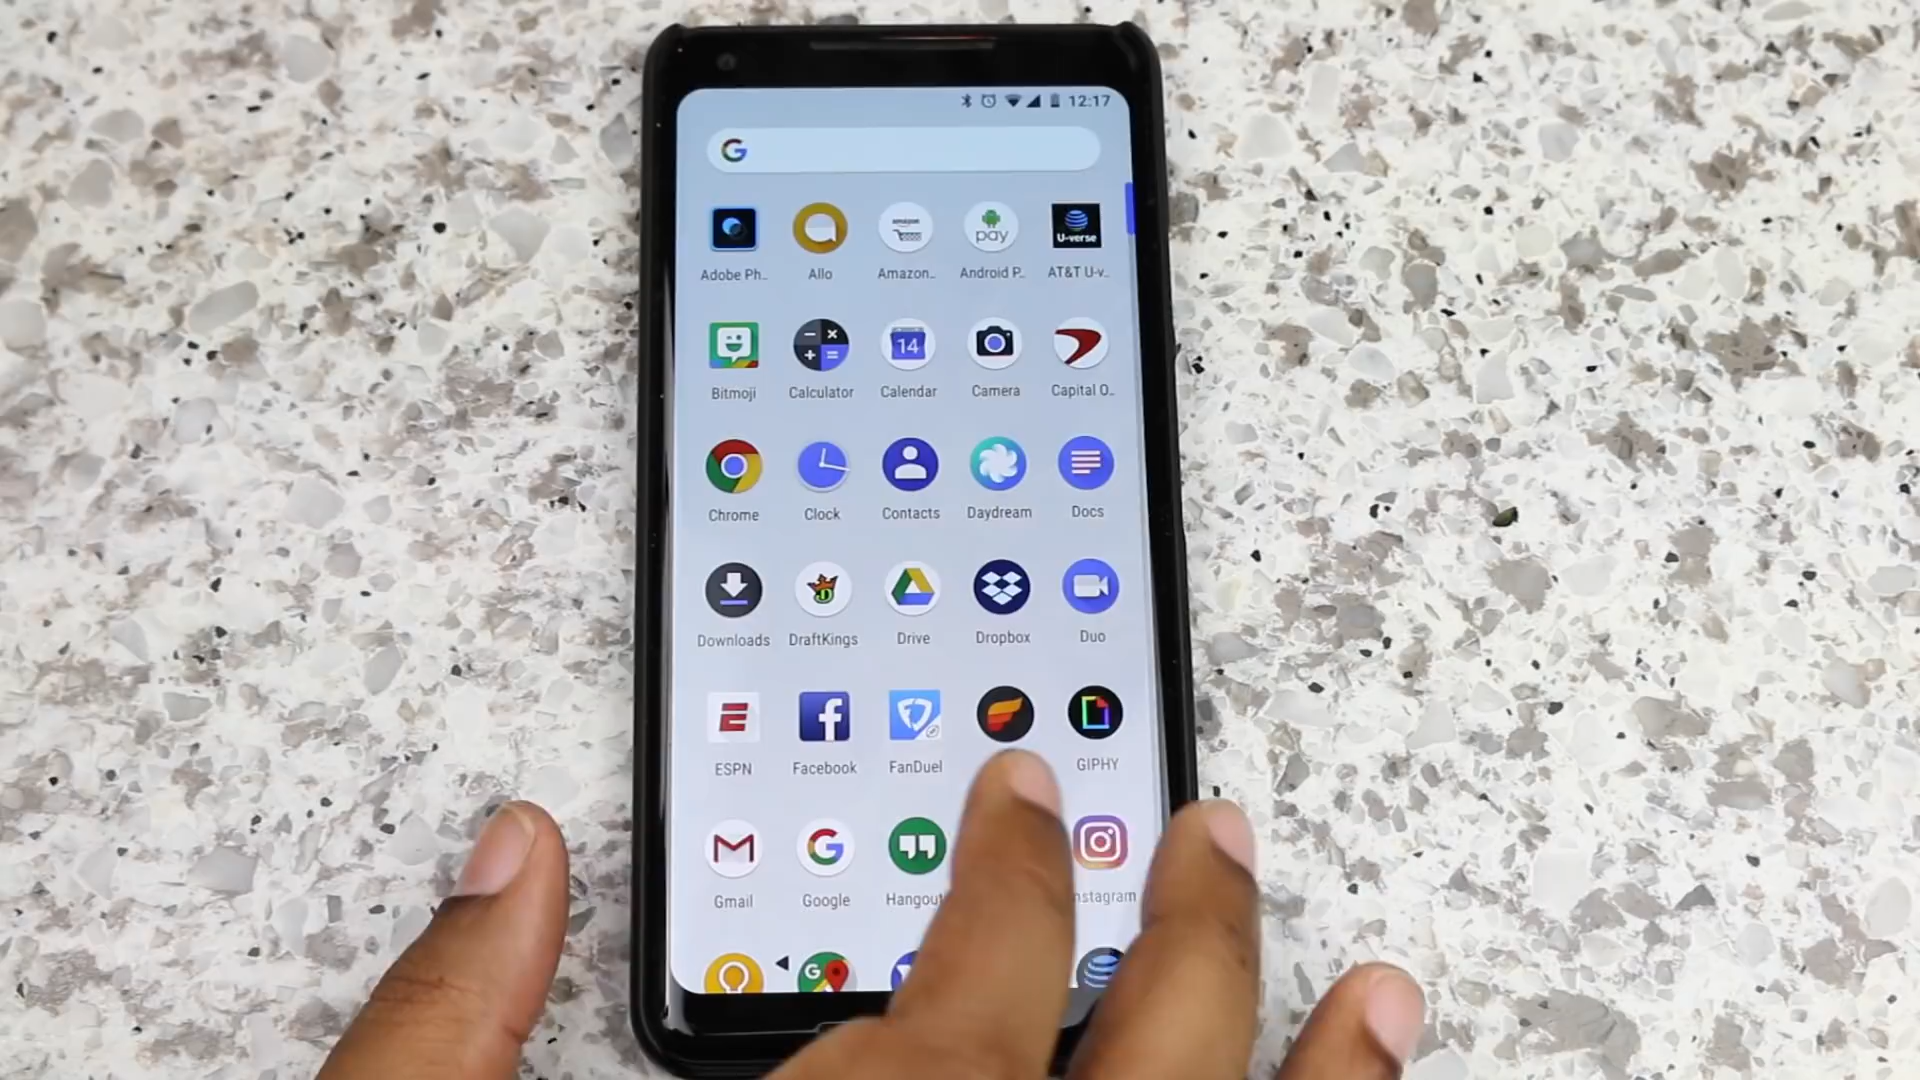 12:17
G
amazon pay U-verse
Adobe Ph.. Allo Amazon.. Android P.. AT&T U-v..
14
Bitmoji Calculator Calendar Camera Capital O..
Chrome Clock Contacts Daydream Docs
D
Downloads DraftKings Drive Dropbox Duo
E f
ESPN Facebook FanDuel GIPHY
M G
Gmail Google Hangout nstagram
G